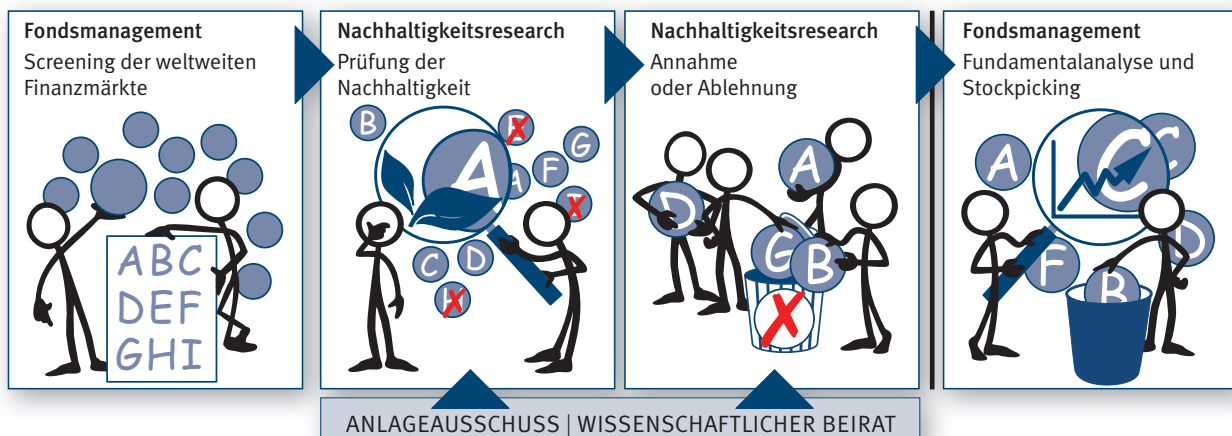 Fondsmanagement
Screening der weltweiten
Finanzmärkte
ABC
DEF
GHI
Nachhaltigkeitsresearch
Prüfung der
Nachhaltigkeit
B
A
G
A
F
C
D
H
Nachhaltigkeitsresearch
Annahme
oder Ablehnung
A
D
G
B
Fondsmanagement
Fundamentalanalyse und
Stockpicking
A
C
C
F
D
B
ANLAGEAUSSCHUSS | WISSENSCHAFTLICHER BEIRAT